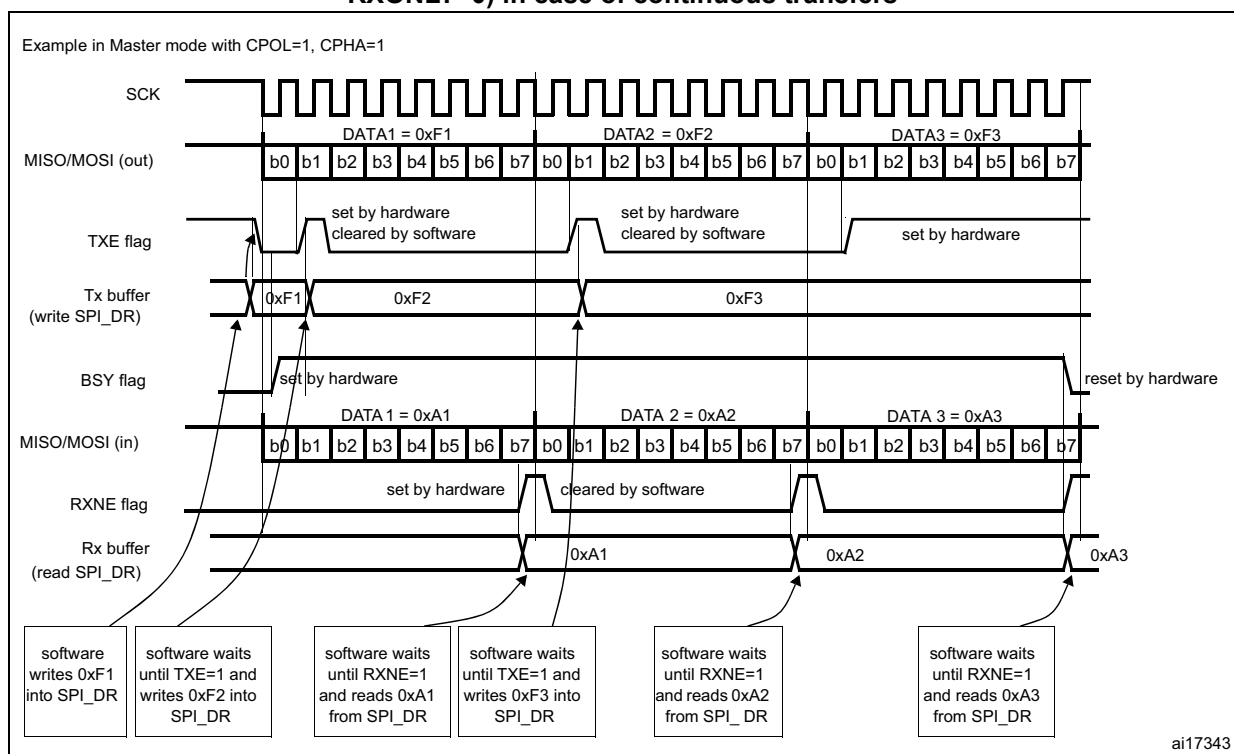 RXONLY=0) in case of continuous transfers
Example in Master mode with CPOL=1, CPHA=1
SCK
DATA1 = 0xF1
DATA2 = 0xF2
DATA3 = 0xF3
MISO/MOSI (out)
b0 b1 b2 b3 b4 b5 b6 b7 b0 b1 b2 b3 b4 b5 b6 b7 b0 b1 b2 b3 b4 b5 b6 b7
TXE flag
set by hardware
cleared by software
set by hardware
cleared by software
set by hardware
Tx buffer
(write SPI_DR)
0xF1
0xF2
0xF3
BSY flag
set by hardware
reset by hardware
DATA 1 = 0xA1
DATA 2 = 0xA2
DATA 3 = 0xA3
MISO/MOSI (in)
b0 b1 b2 b3 b4 b5 b6 b7 b0 b1 b2 b3 b4 b5 b6 b7 b0 b1 b2 b3 b4 b5 b6 b7
RXNE flag
set by hardware
cleared by software
Rx buffer
(read SPI_DR)
0xA1
0xA2
0xA3
software
writes 0xF1
into SPI_DR
software waits
until TXE=1 and
writes 0xF2 into
SPI_DR
software waits
until RXNE=1
and reads 0xA1
from SPI_DR
software waits
until TXE=1 and
writes 0xF3 into
SPI_DR
software waits
until RXNE=1
and reads 0xA2
from SPI_ DR
software waits
until RXNE=1
and reads 0xA3
from SPI_DR
ai17343